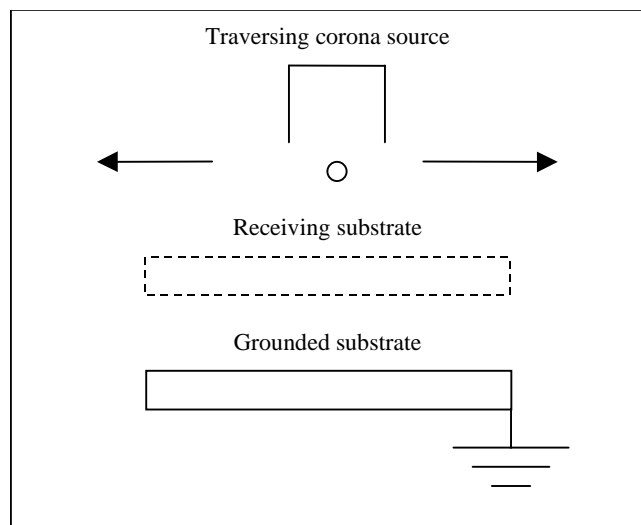 Traversing corona source
Receiving substrate
Grounded substrate